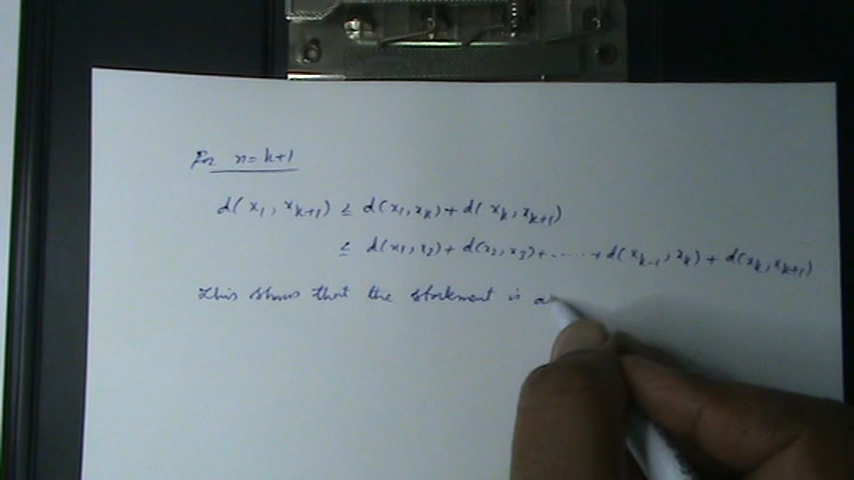 For n=k+1
d(x₁, xₖ₊₁) ≤ d(x₁, xₖ) + d(xₖ, xₖ₊₁)
≤ d(x₁, x₂) + d(x₂, x₃) + ..... + d(xₖ₋₁, xₖ) + d(xₖ, xₖ₊₁)
This shows that the statement is a